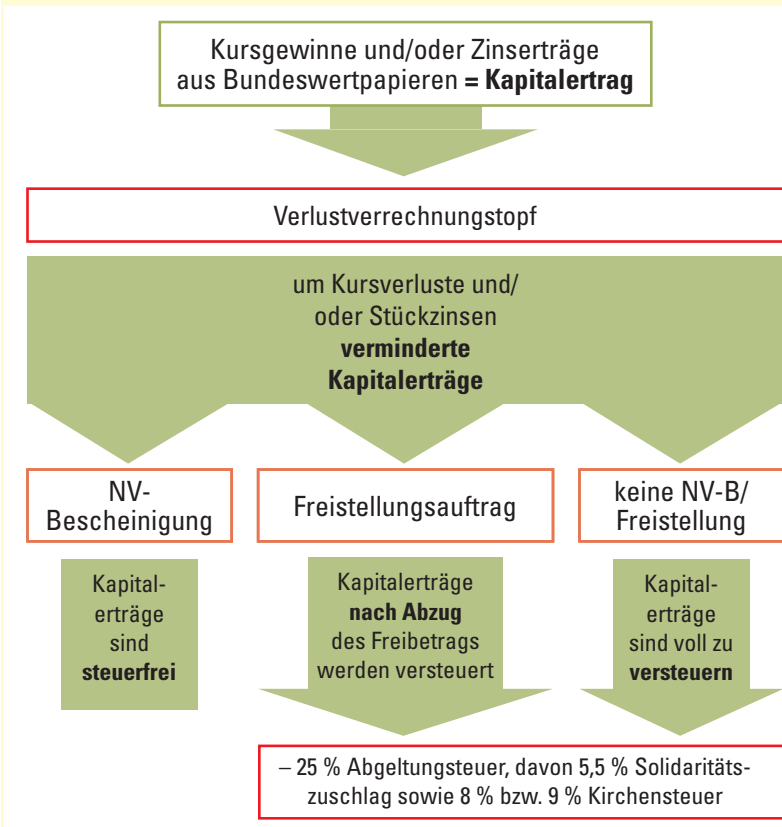 Kursgewinne und/oder Zinserträge
aus Bundeswertpapieren = Kapitalertrag
Verlustverrechnungstopf
um Kursverluste und/
oder Stückzinsen
verminderte
Kapitalerträge
NV-
Bescheinigung
Freistellungsauftrag
keine NV-B/
Freistellung
Kapital-
erträge
sind
steuerfrei
Kapitalerträge
nach Abzug
des Freibetrags
werden versteuert
Kapital-
erträge
sind voll zu
versteuern
– 25 % Abgeltungsteuer, davon 5,5 % Solidaritäts-
zuschlag sowie 8 % bzw. 9 % Kirchensteuer